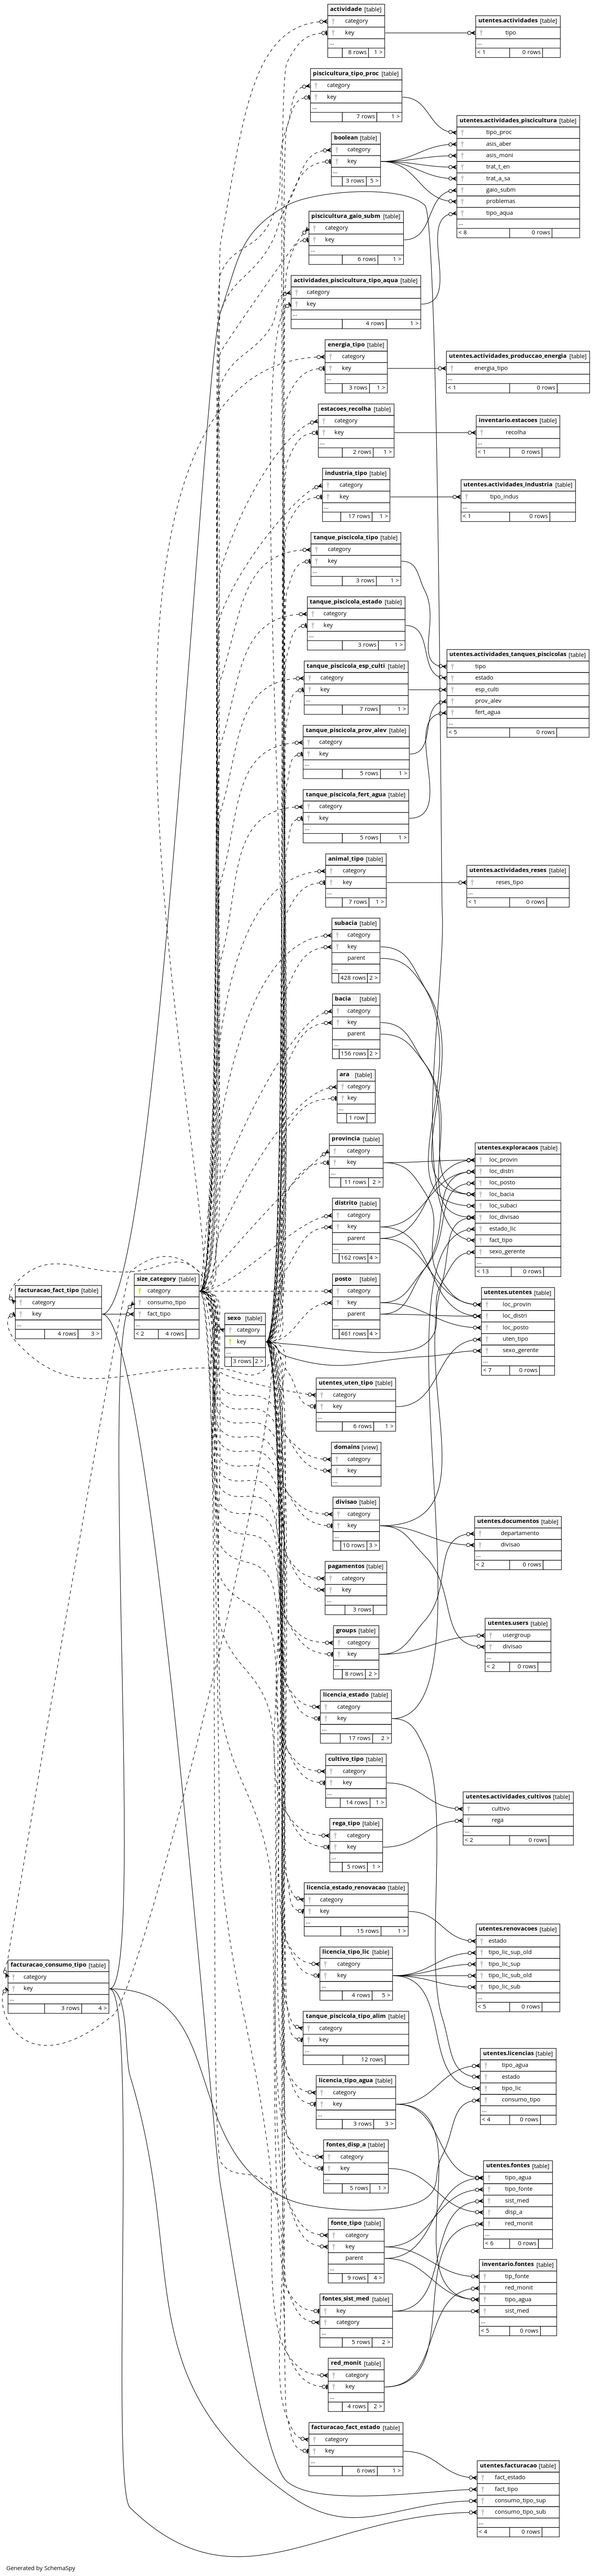 actividade [table]
category
key
...
8 rows 1 >
utentes.actividades [table]
tipo
...
< 1 0 rows
piscicultura_tipo_proc [table]
category
key
...
7 rows 1 >
boolean [table]
category
key
...
3 rows 5 >
utentes.actividades_piscicultura [table]
tipo_proc
asis_aber
asis_moni
trat_t_en
trat_a_sa
gaio_subm
problemas
tipo_aqua
...
< 8 0 rows
piscicultura_gaio_subm [table]
category
key
...
6 rows 1 >
actividades_piscicultura_tipo_aqua [table]
category
key
...
4 rows 1 >
energia_tipo [table]
category
key
...
3 rows 1 >
utentes.actividades_produccao_energia [table]
energia_tipo
...
< 1 0 rows
estacoes_recolha [table]
category
key
...
2 rows 1 >
inventario.estacoes [table]
recolha
...
< 1 0 rows
industria_tipo [table]
category
key
...
17 rows 1 >
utentes.actividades_industria [table]
tipo_indus
...
< 1 0 rows
tanque_piscicola_tipo [table]
category
key
...
3 rows 1 >
tanque_piscicola_estado [table]
category
key
...
3 rows 1 >
tanque_piscicola_esp_culti [table]
category
key
...
7 rows 1 >
utentes.actividades_tanques_piscicolas [table]
tipo
estado
esp_culti
prov_alev
fert_agua
...
< 5 0 rows
tanque_piscicola_prov_alev [table]
category
key
...
5 rows 1 >
tanque_piscicola_fert_agua [table]
category
key
...
5 rows 1 >
animal_tipo [table]
category
key
...
7 rows 1 >
utentes.actividades_reses [table]
reses_tipo
...
< 1 0 rows
subacia [table]
category
key
parent
...
428 rows 2 >
bacia [table]
category
key
parent
...
156 rows 2 >
ara [table]
category
key
...
1 row
provincia [table]
category
key
...
11 rows 2 >
distrito [table]
category
key
parent
...
162 rows 4 >
utentes.exploracaos [table]
loc_provin
loc_distri
loc_posto
loc_bacia
loc_subaci
loc_divisao
estado_lic
fact_tipo
sexo_gerente
...
< 13 0 rows
facturacao_fact_tipo [table]
category
key
...
4 rows 3 >
size_category [table]
category
consumo_tipo
fact_tipo
...
< 2 4 rows
sexo [table]
category
key
...
3 rows 2 >
posto [table]
category
key
parent
...
461 rows 4 >
utentes.utentes [table]
loc_provin
loc_distri
loc_posto
uten_tipo
sexo_gerente
...
< 7 0 rows
utentes_uten_tipo [table]
category
key
...
6 rows 1 >
domains [view]
category
key
...
divisao [table]
category
key
...
10 rows 3 >
utentes.documentos [table]
departamento
divisao
...
< 2 0 rows
pagamentos [table]
category
key
...
3 rows
groups [table]
category
key
...
8 rows 2 >
utentes.users [table]
usergroup
divisao
...
< 2 0 rows
licencia_estado [table]
category
key
...
17 rows 2 >
cultivo_tipo [table]
category
key
...
14 rows 1 >
utentes.actividades_cultivos [table]
cultivo
rega
...
< 2 0 rows
rega_tipo [table]
category
key
...
5 rows 1 >
licencia_estado_renovacao [table]
category
key
...
15 rows 1 >
utentes.renovacoes [table]
estado
tipo_lic_sup_old
tipo_lic_sup
tipo_lic_sub_old
tipo_lic_sub
...
< 5 0 rows
facturacao_consumo_tipo [table]
category
key
...
3 rows 4 >
licencia_tipo_lic [table]
category
key
...
4 rows 5 >
tanque_piscicola_tipo_alim [table]
category
key
...
12 rows
utentes.licencias [table]
tipo_agua
estado
tipo_lic
consumo_tipo
...
< 4 0 rows
licencia_tipo_agua [table]
category
key
...
3 rows 3 >
fontes_disp_a [table]
category
key
...
5 rows 1 >
utentes.fontes [table]
tipo_agua
tipo_fonte
sist_med
disp_a
red_monit
...
< 6 0 rows
fonte_tipo [table]
category
key
parent
...
9 rows 4 >
inventario.fontes [table]
tip_fonte
red_monit
tipo_agua
sist_med
...
< 5 0 rows
fontes_sist_med [table]
key
category
...
5 rows 2 >
red_monit [table]
category
key
...
4 rows 2 >
facturacao_fact_estado [table]
category
key
...
6 rows 1 >
utentes.facturacao [table]
fact_estado
fact_tipo
consumo_tipo_sup
consumo_tipo_sub
...
< 4 0 rows
Generated by SchemaSpy